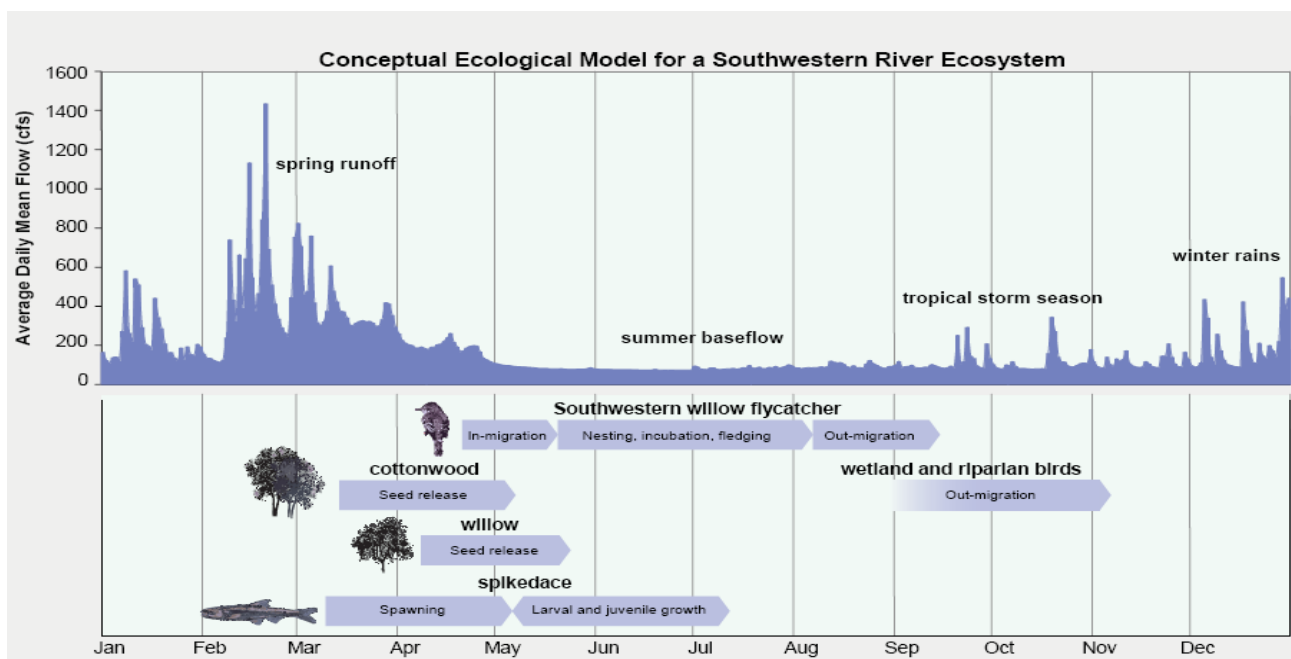 Conceptual Ecological Model for a Southwestern River Ecosystem
Average Daily Mean Flow (cfs)
1600
1400
1200
1000
800
600
400
200
0
spring runoff
summer baseflow
tropical storm season
winter rains
Southwestern willow flycatcher
In-migration
Nesting, incubation, fledging
Out-migration
cottonwood
Seed release
wetland and riparian birds
Out-migration
willow
Seed release
spikedace
Spawning
Larval and juvenile growth
Jan Feb Mar Apr May Jun Jul Aug Sep Oct Nov Dec